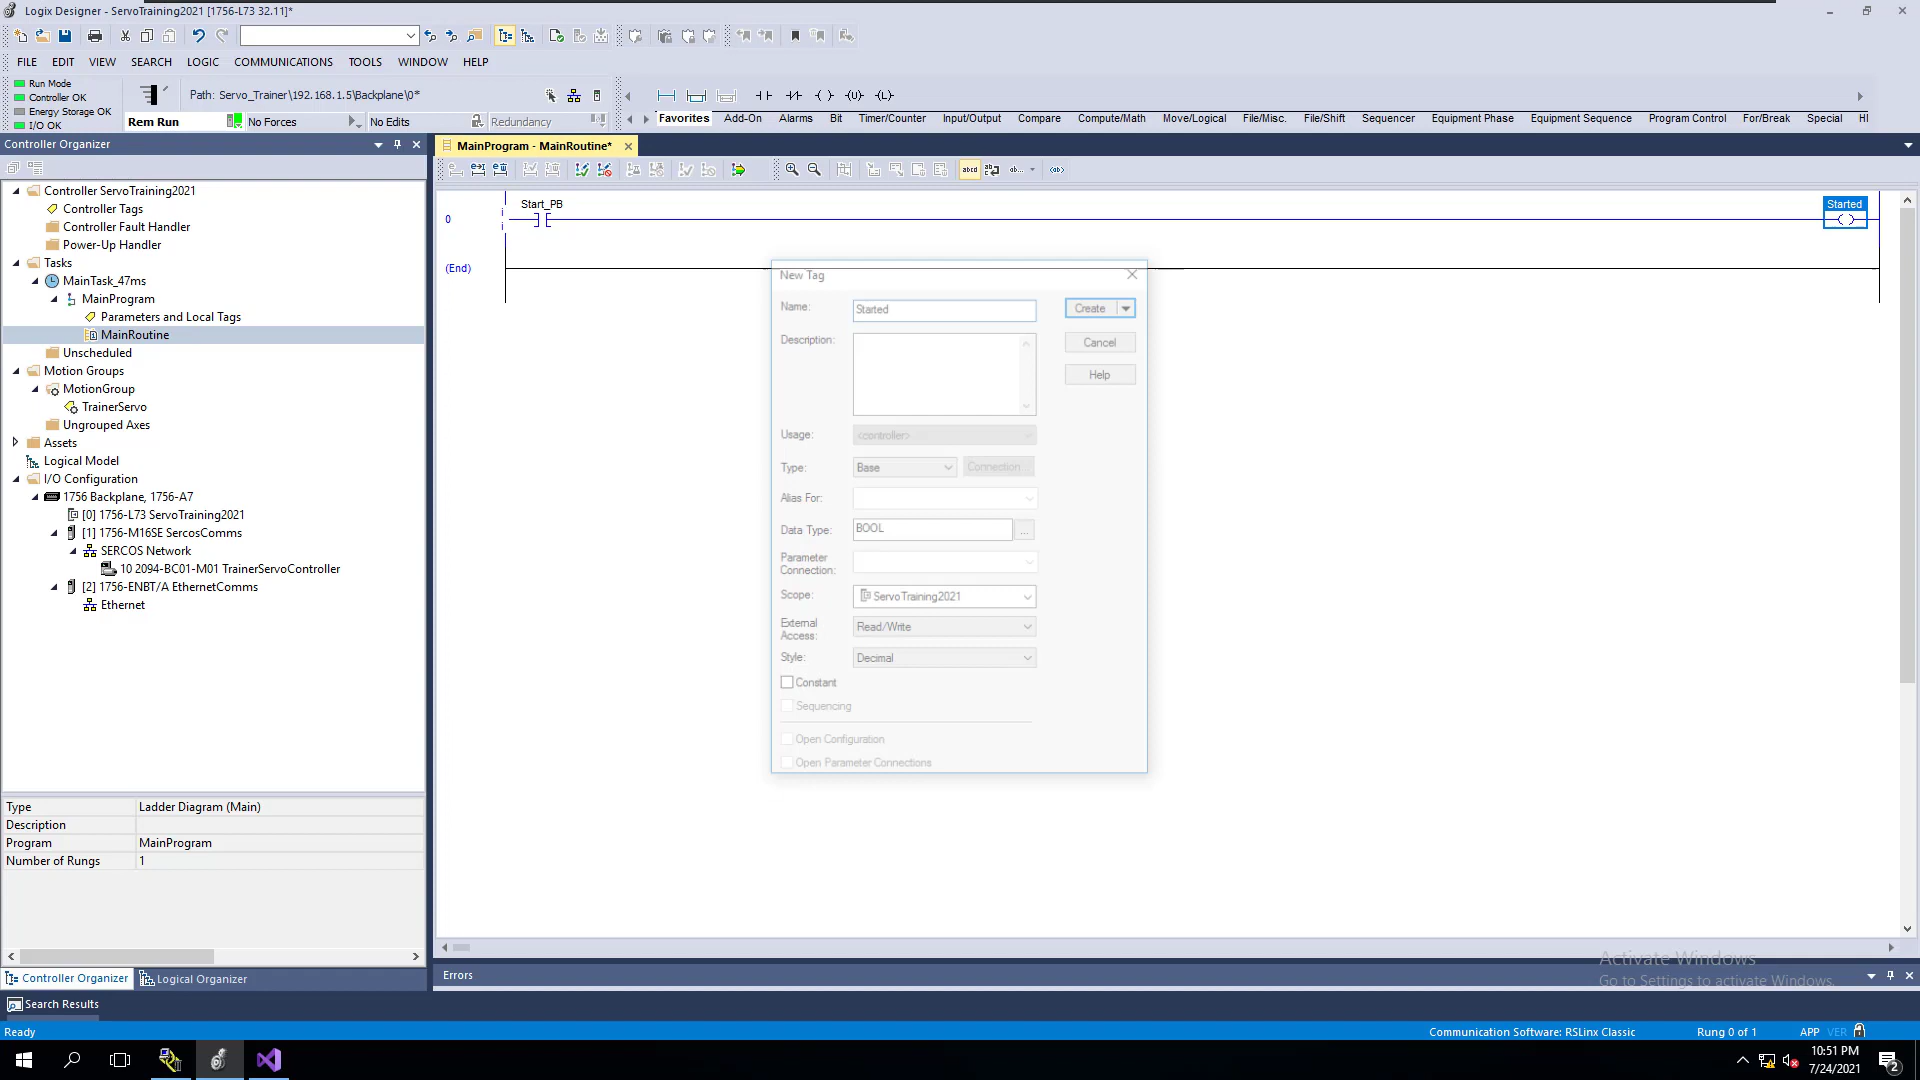 Logix Designer - ServoTraining2021 [1756-L73 32.11]*
FILE EDIT VIEW SEARCH LOGIC COMMUNICATIONS TOOLS WINDOW HELP
Run Mode
Controller OK
Energy Storage OK
I/O OK
Path: Servo_Trainer\192.168.1.5\Backplane\0*
Rem Run No Forces No Edits Redundancy
Favorites Add-On Alarms Bit Timer/Counter Input/Output Compare Compute/Math Move/Logical File/Misc. File/Shift Sequencer Equipment Phase Equipment Sequence Program Control For/Break Special HI
Controller Organizer
MainProgram - MainRoutine*
Controller ServoTraining2021
Controller Tags
Controller Fault Handler
Power-Up Handler
Tasks
MainTask_47ms
MainProgram
Parameters and Local Tags
MainRoutine
Unscheduled
Motion Groups
MotionGroup
TrainerServo
Ungrouped Axes
Assets
Logical Model
I/O Configuration
1756 Backplane, 1756-A7
[0] 1756-L73 ServoTraining2021
[1] 1756-M16SE SercosComms
SERCOS Network
10 2094-BC01-M01 TrainerServoController
[2] 1756-ENBT/A EthernetComms
Ethernet
Type Ladder Diagram (Main)
Description
Program MainProgram
Number of Rungs 1
Controller Organizer Logical Organizer
0
i
i
Start_PB
Started
(End)
New Tag
Name: Started Create
Description: Cancel
Help
Usage: <controller>
Type: Base Connection...
Alias For:
Data Type: BOOL ...
Parameter
Connection:
Scope: ServoTraining2021
External
Access: Read/Write
Style: Decimal
Constant
Sequencing
Open Configuration
Open Parameter Connections
Activate Windows
Go to Settings to activate Windows.
Errors
Search Results
Ready
Communication Software: RSLinx Classic
Rung 0 of 1
APP VER
10:51 PM
7/24/2021
2